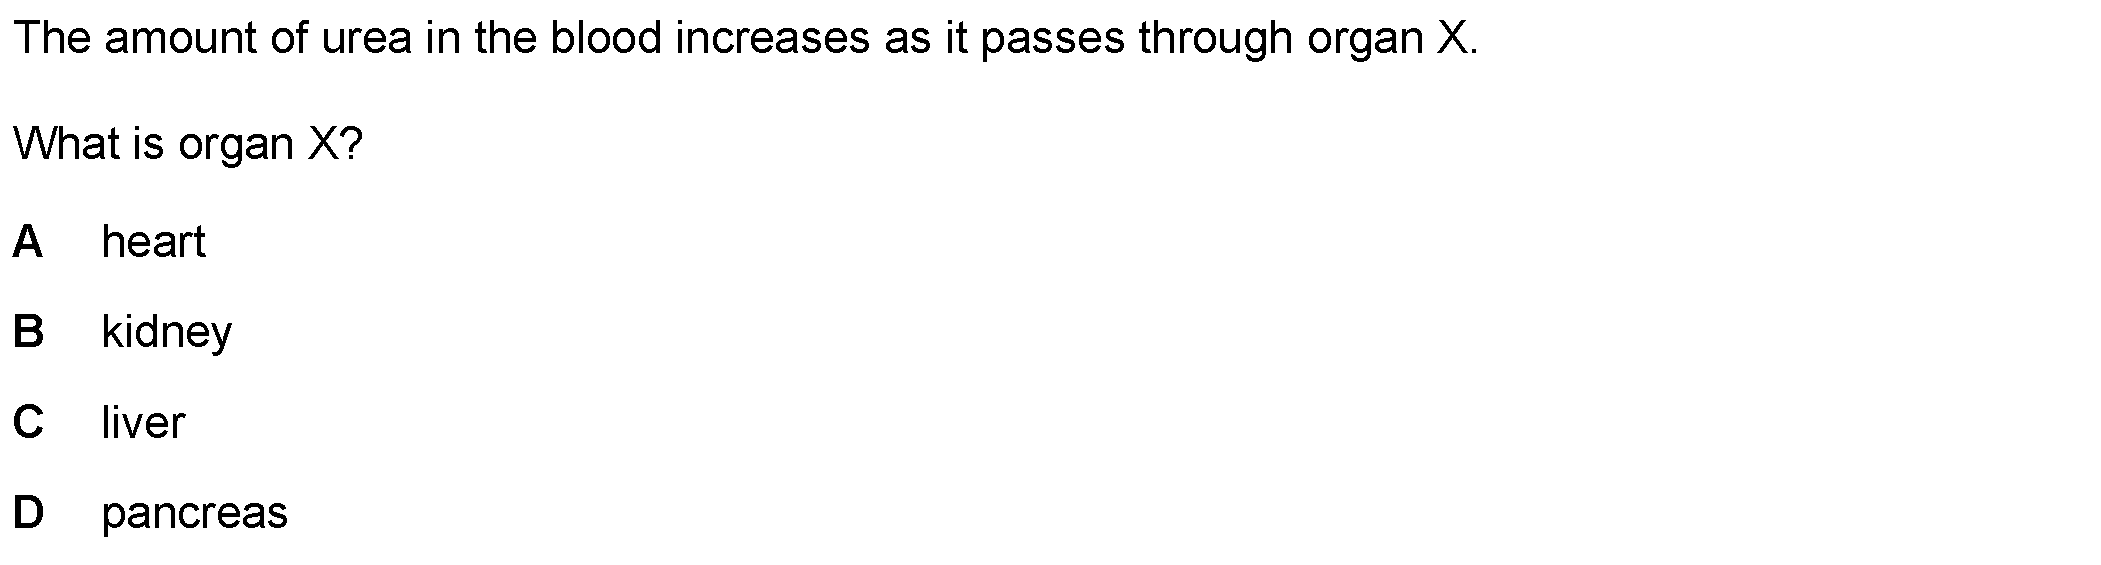 The amount of urea in the blood increases as it passes through organ X.
What is organ X?
A heart
B kidney
C liver
D pancreas